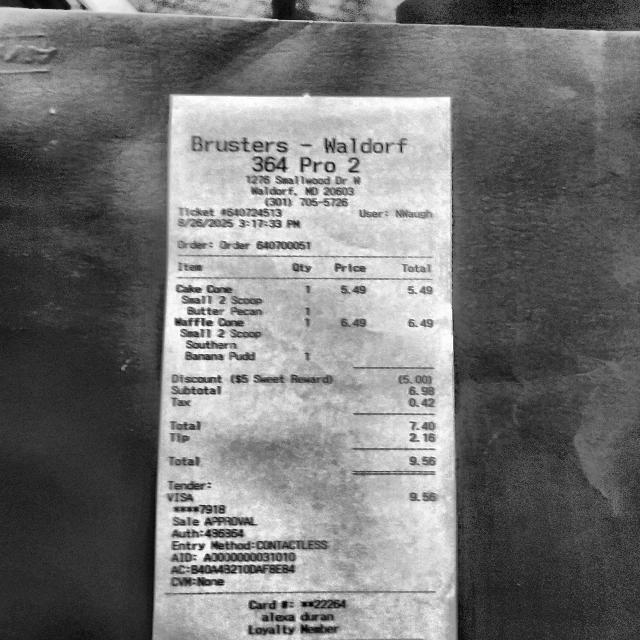 Brusters - Waldorf
364 Pro 2
1276 Smallwood Dr W
Waldorf, MD 20603
(301) 705-5726
Ticket #640724513 User: NWaugh
8/26/2025 3:17:33 PM
Order: Order 640700051
Item Qty Price Total
Cake Cone 1 5.49 5.49
Small 2 Scoop
Butter Pecan 1
Waffle Cone 1 6.49 6.49
Small 2 Scoop
Southern
Banana Pudd 1
Discount ($5 Sweet Reward) (5.00)
Subtotal 6.98
Tax 0.42
Total 7.40
Tip 2.16
Total 9.56
Tender:
VISA 9.56
****7918
Sale APPROVAL
Auth:436364
Entry Method:CONTACTLESS
AID: A0000000031010
AC:B40A4B210DAFBEB4
CVM:None
Card #: **22264
alexa duran
Loyalty Member